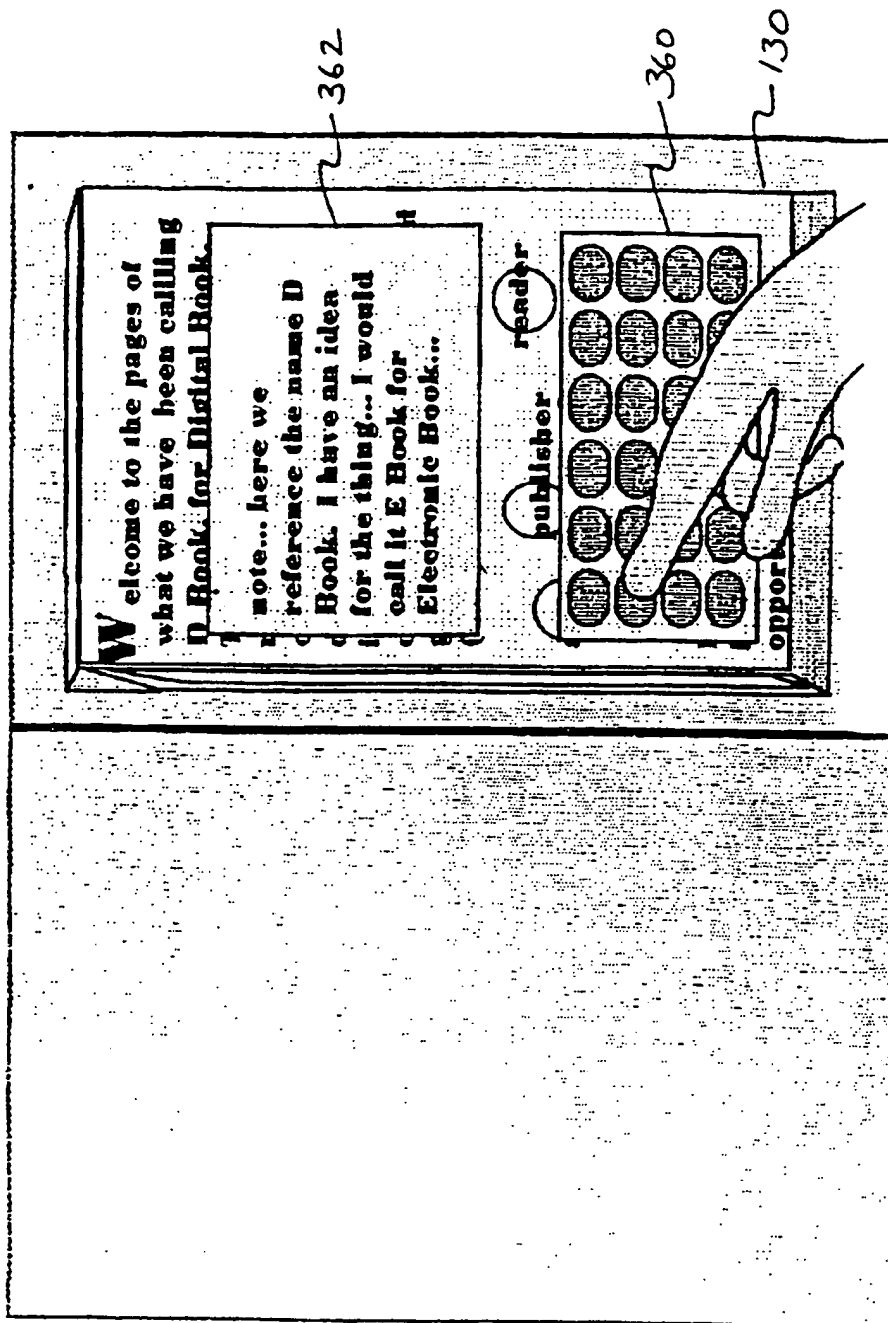 Welcome to the pages of
what we have been callling
D Book, for Digital Book.
note... here we
reference the name D
Book. I have an idea
for the thing... I would
call it E Book for
Electronic Book...
publisher
reader
oppor
362
360
130